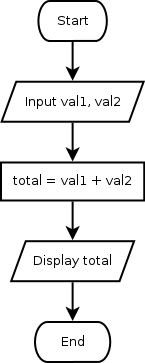 Start
Input val1, val2
total = val1 + val2
Display total
End